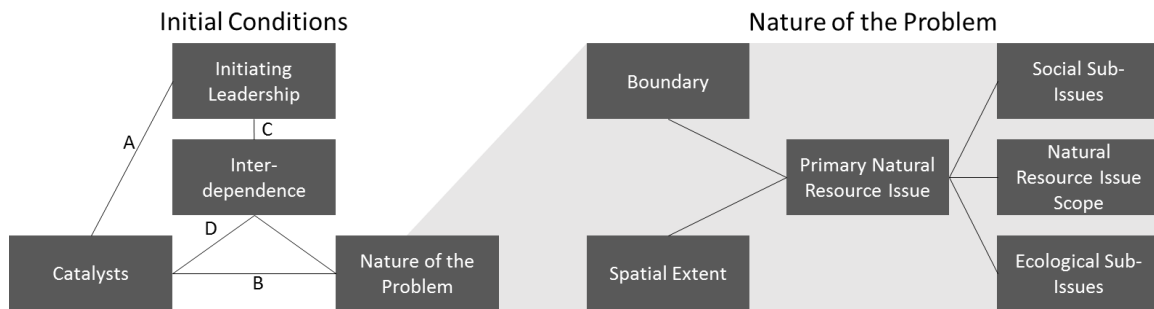 Initial Conditions
Initiating
Leadership
A
C
Inter-
dependence
D
Catalysts
B
Nature of the
Problem
Nature of the Problem
Boundary
Spatial Extent
Primary Natural
Resource Issue
Social Sub-
Issues
Natural
Resource Issue
Scope
Ecological Sub-
Issues